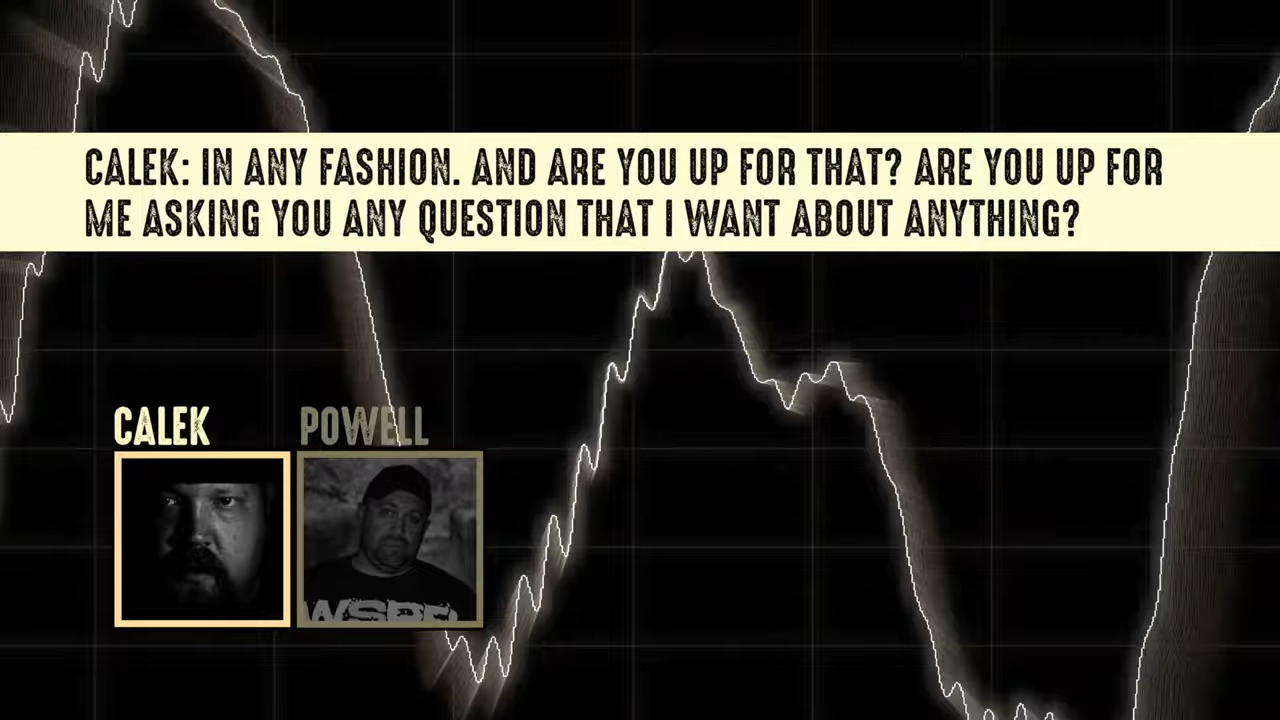 CALEK: IN ANY FASHION. AND ARE YOU UP FOR THAT? ARE YOU UP FOR
ME ASKING YOU ANY QUESTION THAT I WANT ABOUT ANYTHING?
CALEK
POWELL